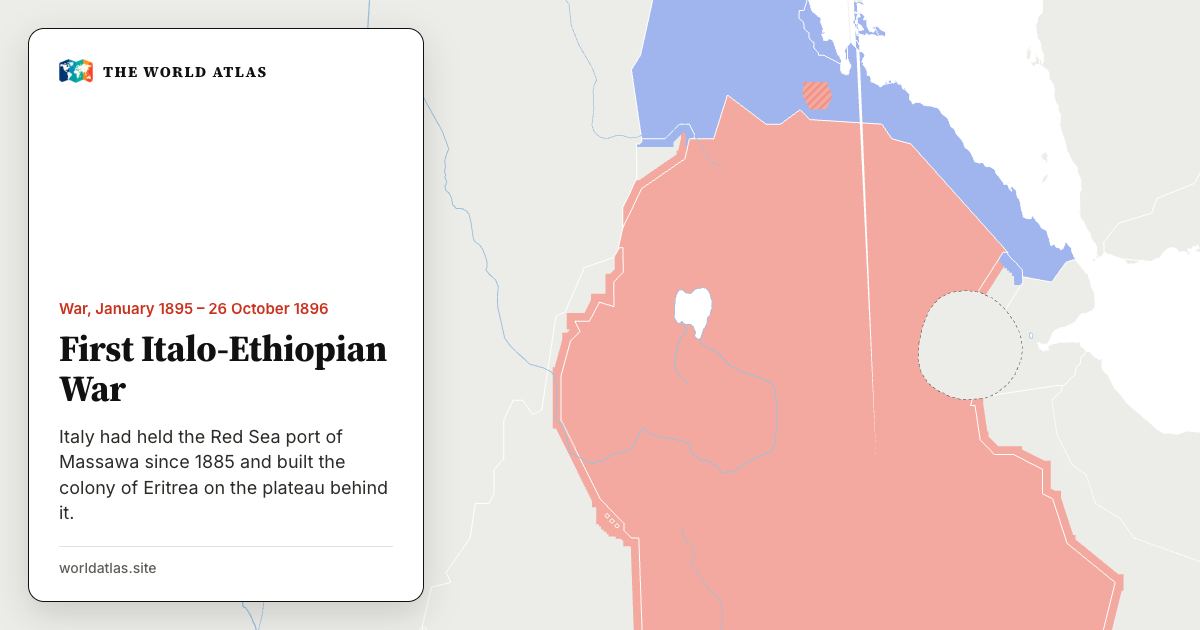 THE WORLD ATLAS
War, January 1895 – 26 October 1896
First Italo-Ethiopian
War
Italy had held the Red Sea port of
Massawa since 1885 and built the
colony of Eritrea on the plateau behind
it.
worldatlas.site